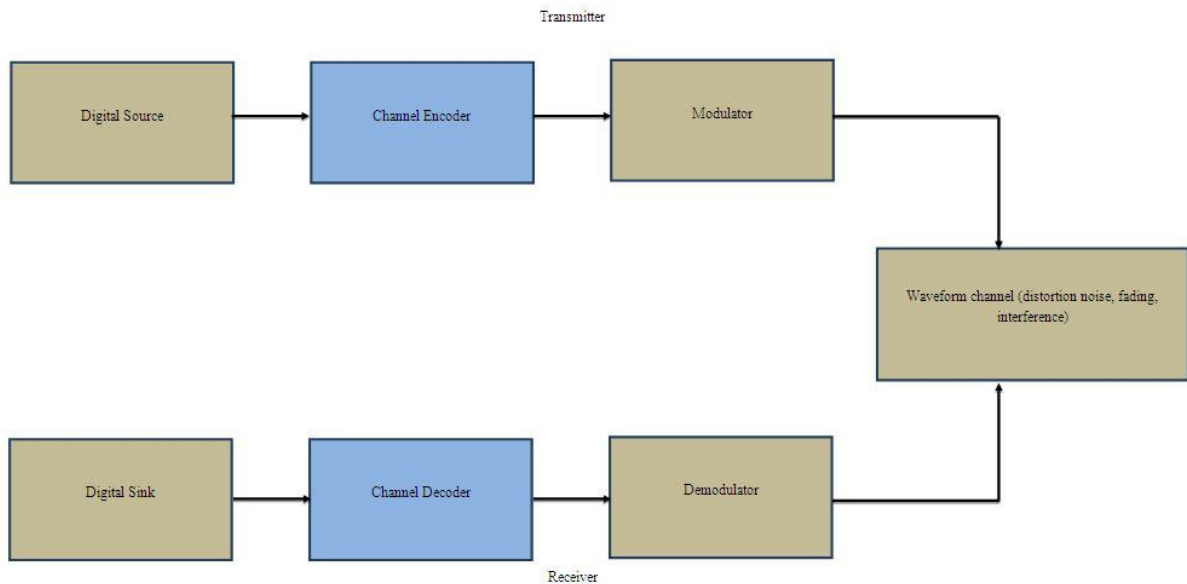 Transmitter
Digital Source
Channel Encoder
Modulator
Waveform channel (distortion noise, fading,
interference)
Digital Sink
Channel Decoder
Demodulator
Receiver